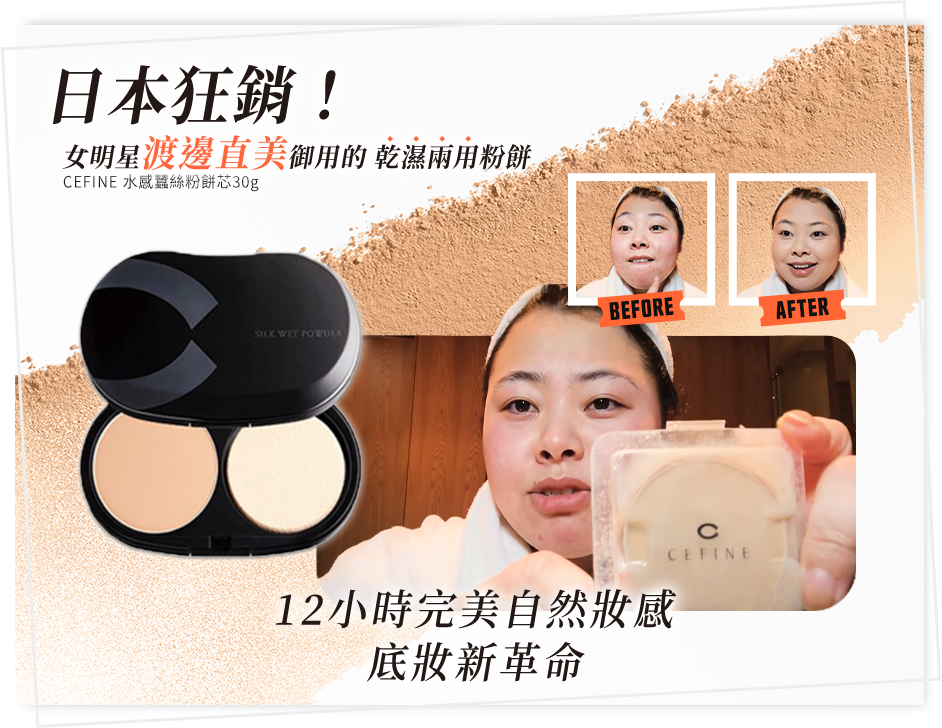 日本狂銷！
女明星渡邊直美御用的 乾濕兩用粉餅
CEFINE 水感蠶絲粉餅芯30g
SILK WET POWDER
BEFORE
AFTER
C
CEFINE
12小時完美自然妝感
底妝新革命